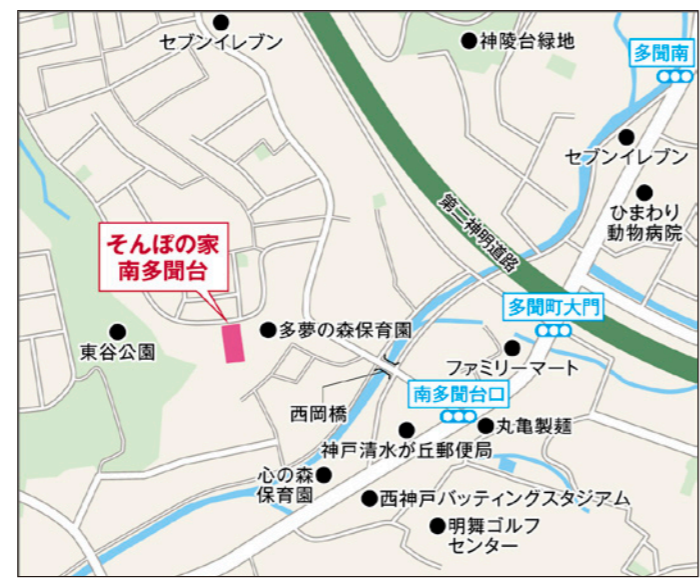 セブンイレブン
神陵台緑地
多聞南
セブンイレブン
ひまわり
動物病院
第二神明道路
そんぽの家
南多聞台
多聞町大門
多夢の森保育園
東谷公園
ファミリーマート
西岡橋
南多聞台口
丸亀製麺
神戸清水が丘郵便局
心の森
保育園
西神戸バッティングスタジアム
明舞ゴルフ
センター